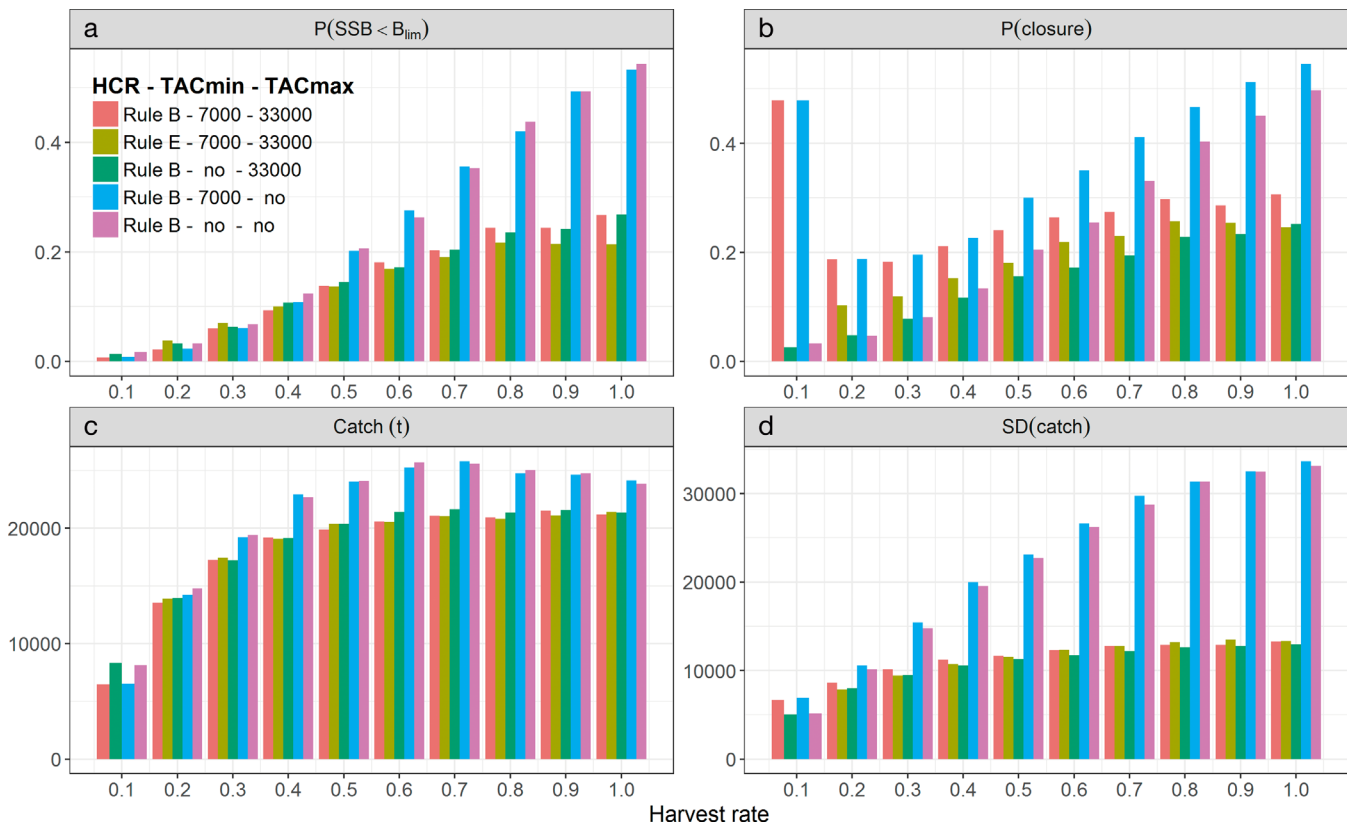 a
P(SSB < Blim)
b
P(closure)
HCR - TACmin - TACmax
Rule B - 7000 - 33000
Rule E - 7000 - 33000
Rule B - no - 33000
Rule B - 7000 - no
Rule B - no - no
0.4
0.2
0.0
0.1 0.2 0.3 0.4 0.5 0.6 0.7 0.8 0.9 1.0
0.4
0.2
0.0
0.1 0.2 0.3 0.4 0.5 0.6 0.7 0.8 0.9 1.0
c
Catch (t)
d
SD(catch)
20000
10000
0
0.1 0.2 0.3 0.4 0.5 0.6 0.7 0.8 0.9 1.0
30000
20000
10000
0
0.1 0.2 0.3 0.4 0.5 0.6 0.7 0.8 0.9 1.0
Harvest rate